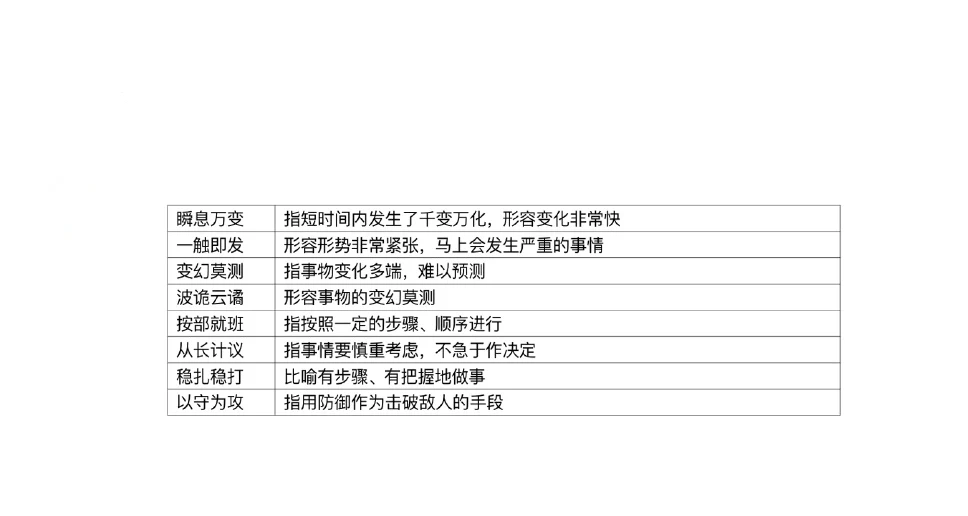 瞬息万变 指短时间内发生了千变万化，形容变化非常快
一触即发 形容形势非常紧张，马上会发生严重的事情
变幻莫测 指事物变化多端，难以预测
波诡云谲 形容事物的变幻莫测
按部就班 指按照一定的步骤、顺序进行
从长计议 指事情要慎重考虑，不急于作决定
稳扎稳打 比喻有步骤、有把握地做事
以守为攻 指用防御作为击破敌人的手段